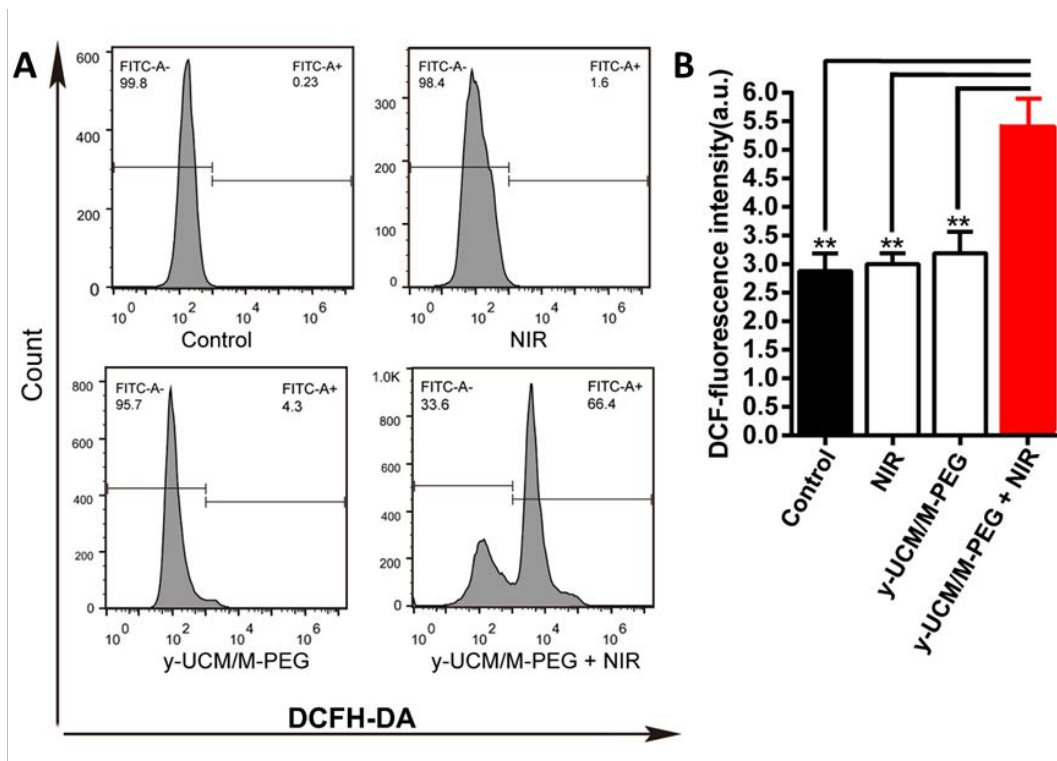 A
Count
600
400
200
0
FITC-A-
99.8
FITC-A+
0.23
10^0 10^2 10^4 10^6
Control
300
200
100
0
FITC-A-
98.4
FITC-A+
1.6
10^0 10^2 10^4 10^6
NIR
800
600
400
200
0
FITC-A-
95.7
FITC-A+
4.3
10^0 10^2 10^4 10^6
y-UCM/M-PEG
1.0K
800
600
400
200
0
FITC-A-
33.6
FITC-A+
66.4
10^0 10^2 10^4 10^6
y-UCM/M-PEG + NIR
DCFH-DA
B
DCF-fluorescence intensity(a.u.)
6.0
5.5
5.0
4.5
4.0
3.5
3.0
2.5
2.0
1.5
1.0
0.5
0.0
** ** **
Control
NIR
y-UCM/M-PEG
y-UCM/M-PEG + NIR